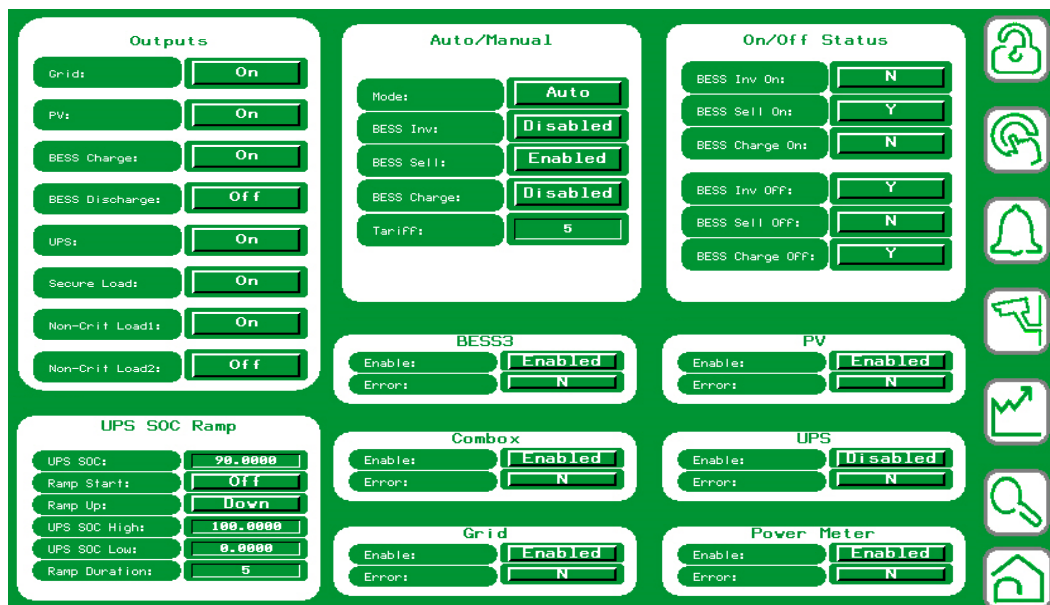 Outputs
Grid: On
PV: On
BESS Charge: On
BESS Discharge: Off
UPS: On
Secure Load: On
Non-Crit Load1: On
Non-Crit Load2: Off
UPS SOC Ramp
UPS SOC: 90.0000
Ramp Start: Off
Ramp Up: Down
UPS SOC High: 100.0000
UPS SOC Low: 0.0000
Ramp Duration: 5
Auto/Manual
Mode: Auto
BESS Inv: Disabled
BESS Sell: Enabled
BESS Charge: Disabled
Tariff: 5
On/Off Status
BESS Inv On: N
BESS Sell On: Y
BESS Charge On: N
BESS Inv Off: Y
BESS Sell Off: N
BESS Charge Off: Y
BESS3
Enable: Enabled
Error: N
PV
Enable: Enabled
Error: N
Combox
Enable: Enabled
Error: N
UPS
Enable: Disabled
Error: N
Grid
Enable: Enabled
Error: N
Power Meter
Enable: Enabled
Error: N